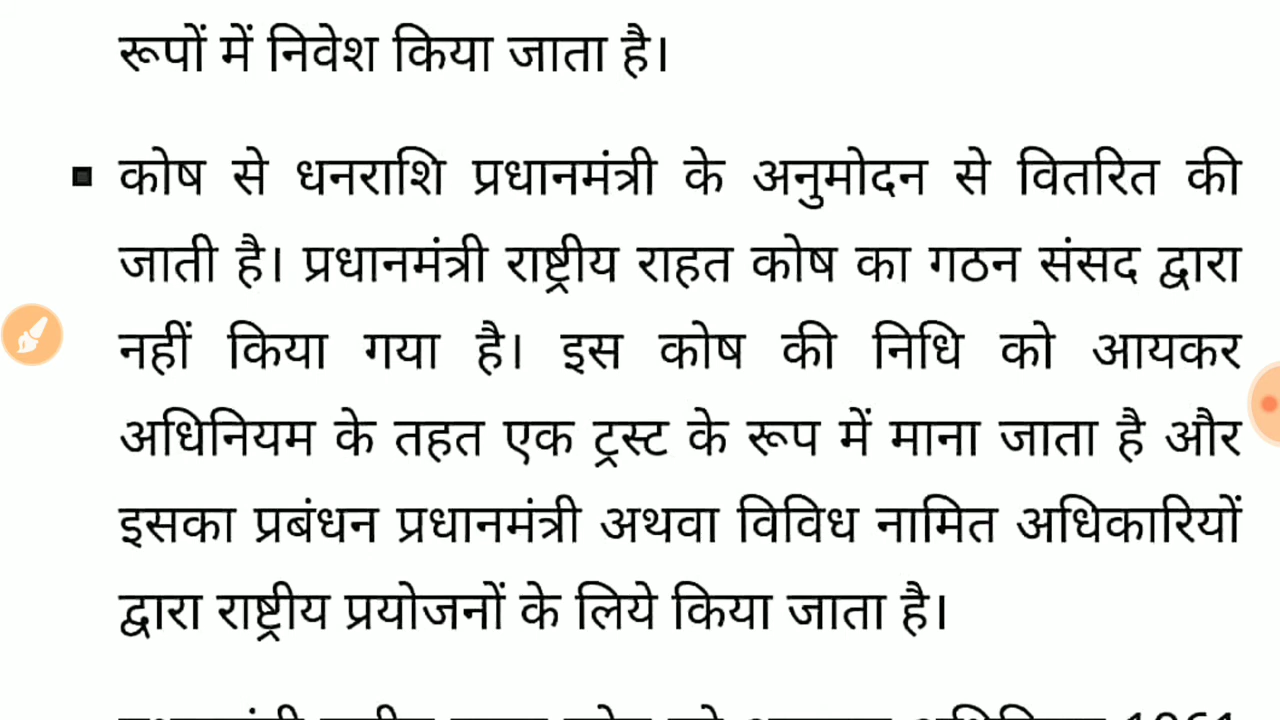 रूपों में निवेश किया जाता है।
▪ कोष से धनराशि प्रधानमंत्री के अनुमोदन से वितरित की
जाती है। प्रधानमंत्री राष्ट्रीय राहत कोष का गठन संसद द्वारा
नहीं किया गया है। इस कोष की निधि को आयकर
अधिनियम के तहत एक ट्रस्ट के रूप में माना जाता है और
इसका प्रबंधन प्रधानमंत्री अथवा विविध नामित अधिकारियों
द्वारा राष्ट्रीय प्रयोजनों के लिये किया जाता है।